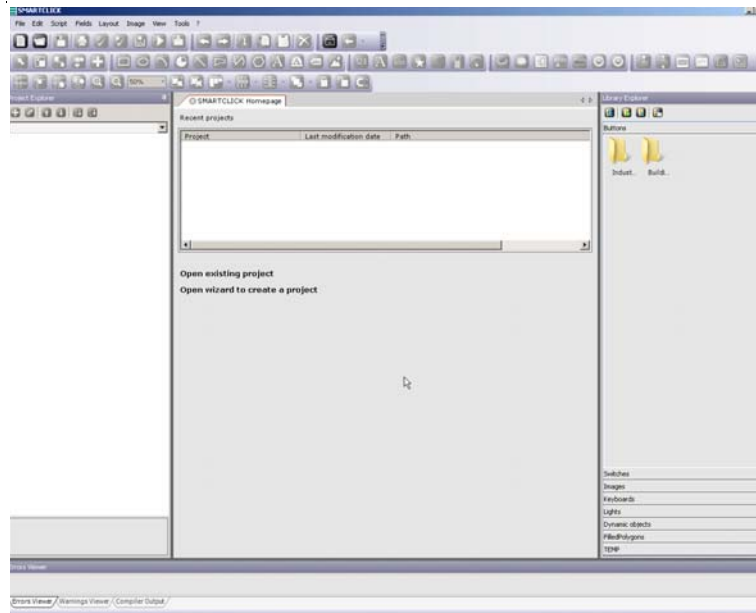 SMARTCLICK
File Edit Script Fields Layout Image View Tools ?
50%
Project Explorer
SMARTCLICK Homepage
Recent projects
Project Last modification date Path
Open existing project
Open wizard to create a project
Library Explorer
Buttons
Indust.. Build..
Switches
Images
Keyboards
Lights
Dynamic objects
FilledPolygons
TEMP
Errors Viewer
Errors Viewer Warnings Viewer Compiler Output